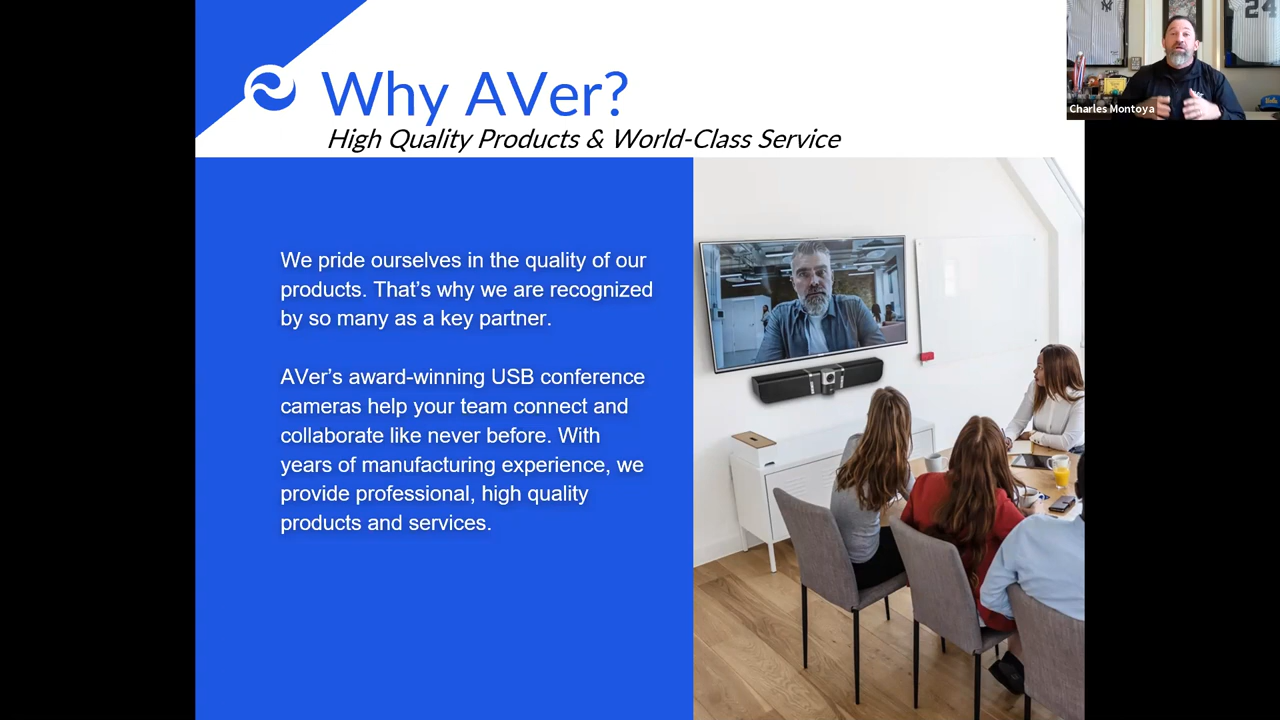 Why AVer?
High Quality Products & World-Class Service
We pride ourselves in the quality of our
products. That’s why we are recognized
by so many as a key partner.
AVer’s award-winning USB conference
cameras help your team connect and
collaborate like never before. With
years of manufacturing experience, we
provide professional, high quality
products and services.
24
Charles Montoya